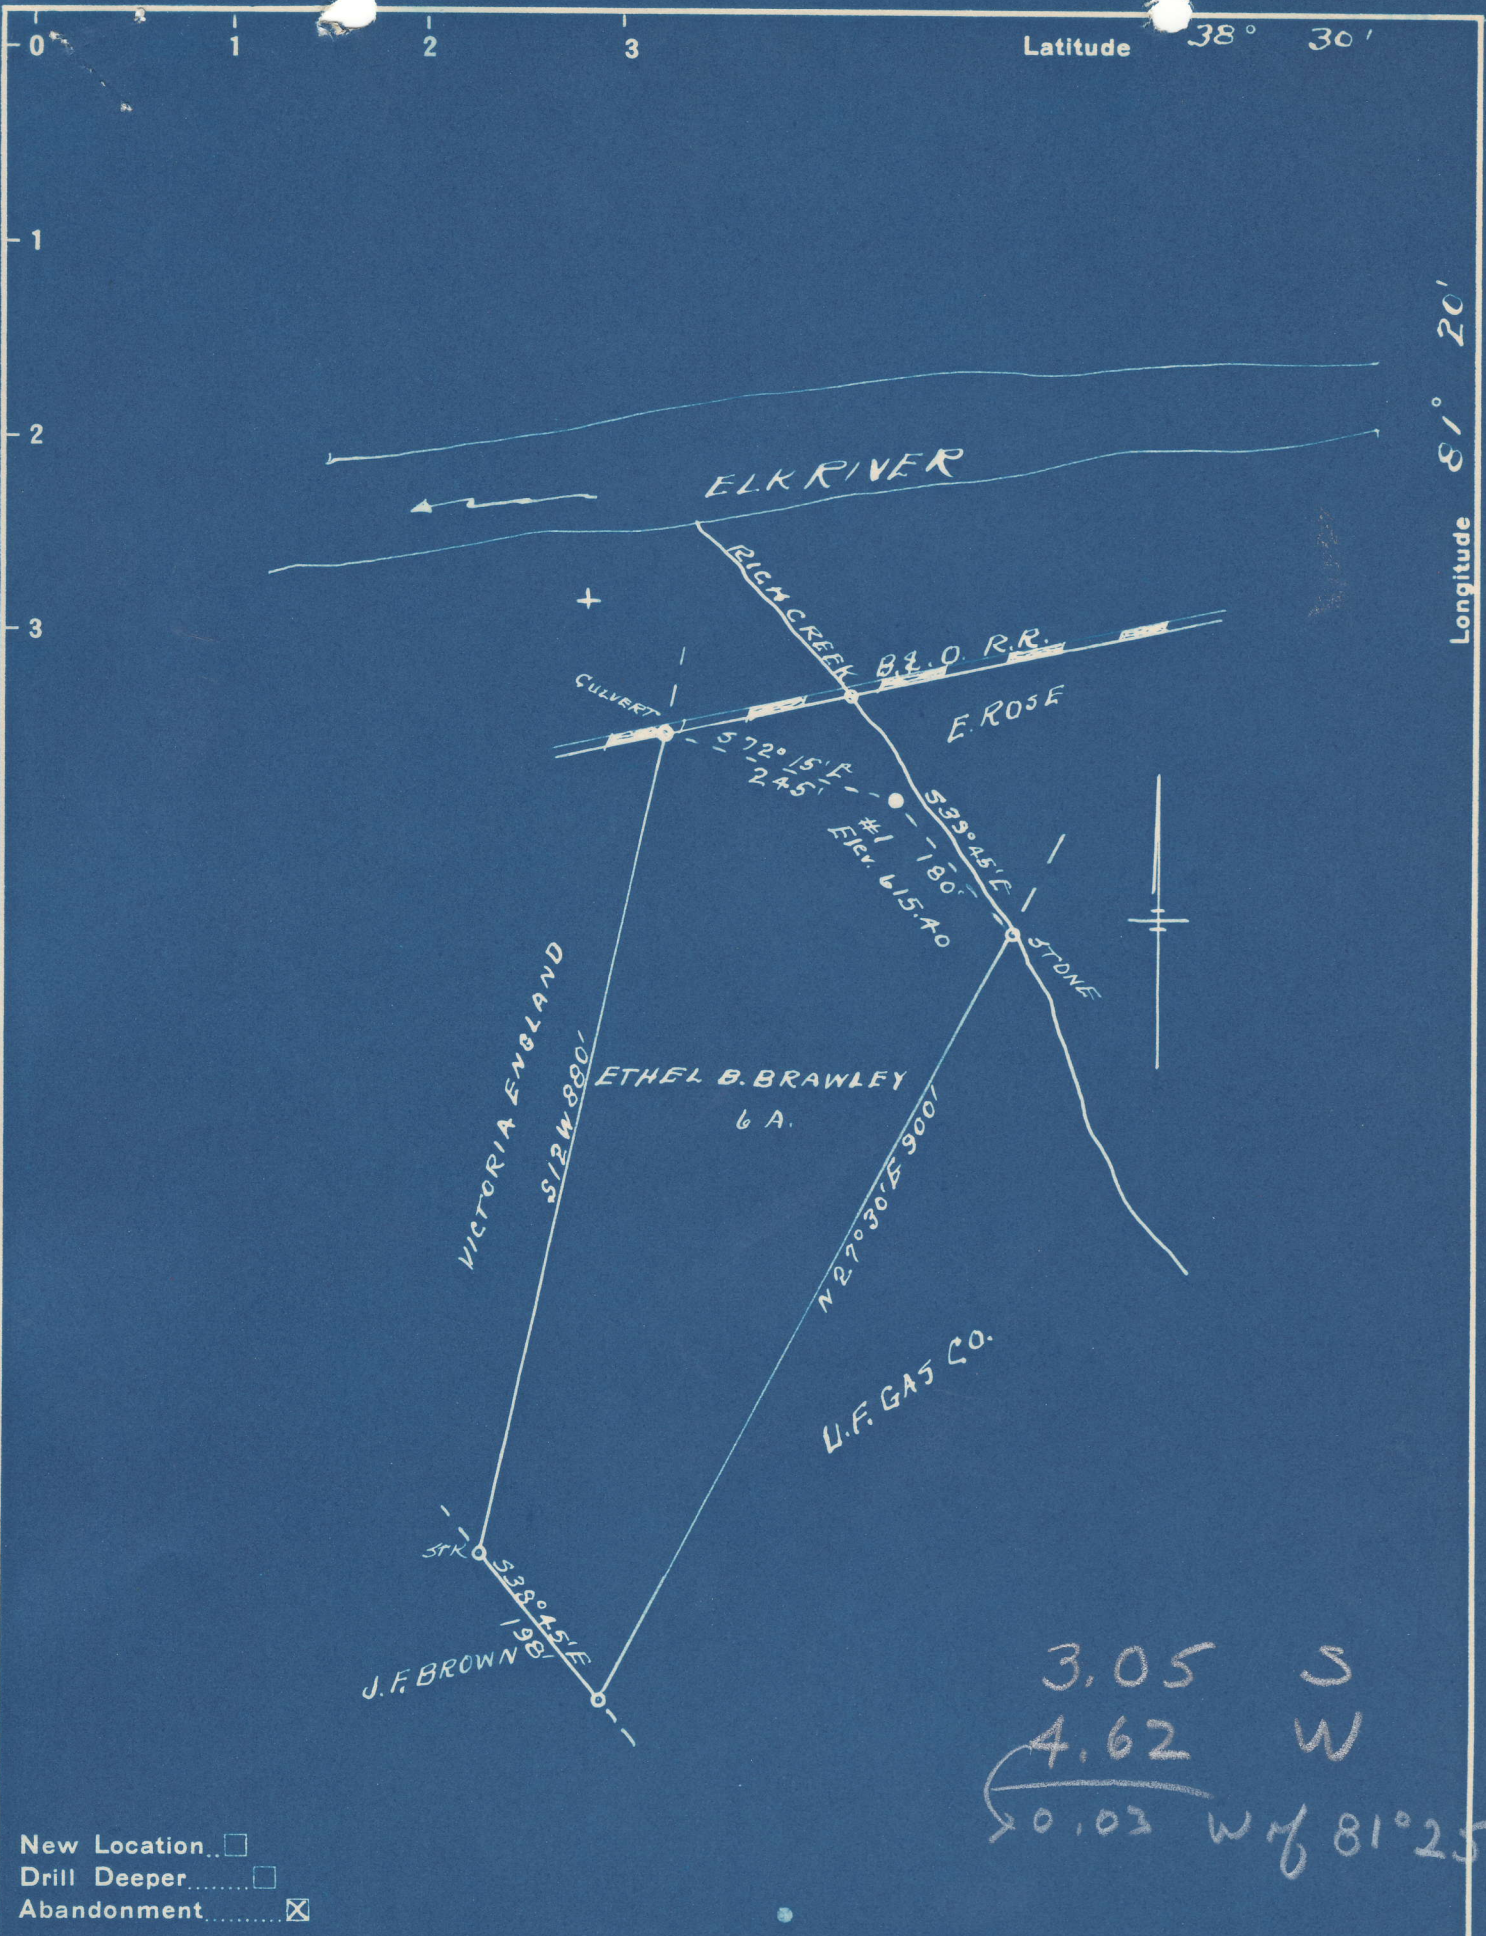 0 1 2 3 Latitude 38° 30'
1
2
3
Longitude 81° 20'
ELK RIVER
RICH CREEK
B.&.O. R.R.
CULVERT
E. ROSE
S 72° 15' E
245'
#1
Elev. 615.40
180'
S39°45'E
STONE
VICTORIA ENGLAND
S12W 880'
ETHEL B. BRAWLEY
6 A.
N 27°30'E 900'
U.F. GAS CO.
STK
S38°45'E
198
J.F. BROWN
3.05 S
4.62 W
0.03 W of 81°25
New Location..
Drill Deeper........
Abandonment..........☒